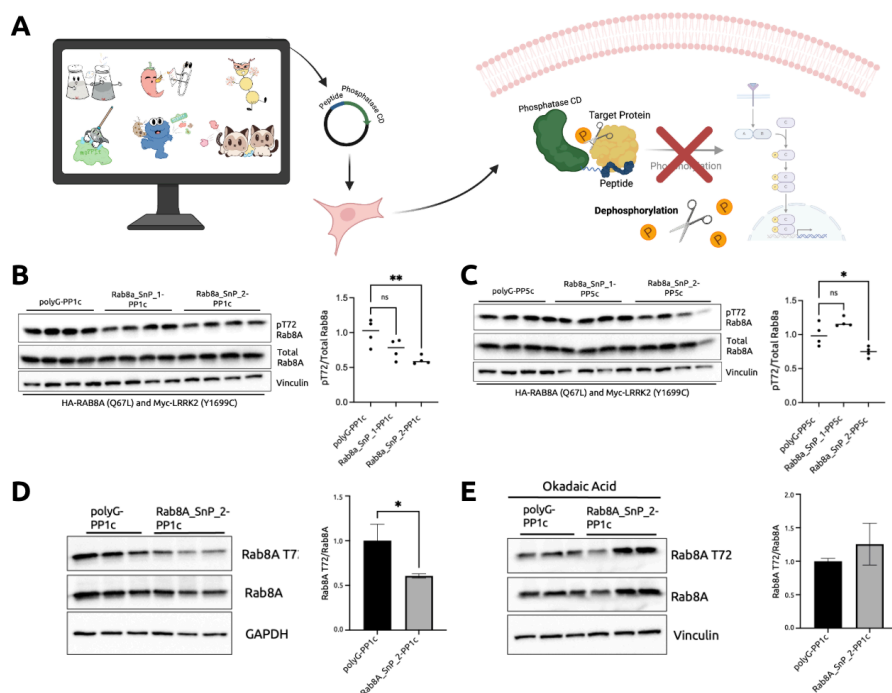 A
Peptide
Phosphatase CD
Phosphatase CD
Target Protein
P
Peptide
Phosphorylation
Dephosphorylation
P
P
P
P
B
polyG-PP1c
Rab8a_SnP_1-
PP1c
Rab8a_SnP_2-
PP1c
pT72
Rab8A
Total
Rab8A
Vinculin
HA-RAB8A (Q67L) and Myc-LRRK2 (Y1699C)
pT72/Total Rab8a
1.5
1.0
0.5
0.0
**
ns
polyG-PP1c
Rab8a_SnP_1-PP1c
Rab8a_SnP_2-PP1c
C
polyG-PP5c
Rab8a_SnP_1-
PP5c
Rab8a_SnP_2-
PP5c
pT72
Rab8A
Total
Rab8A
Vinculin
HA-RAB8A (Q67L) and Myc-LRRK2 (Y1699C)
pT72/Total Rab8a
1.5
1.0
0.5
0.0
*
ns
polyG-PP5c
Rab8a_SnP_1-PP5c
Rab8a_SnP_2-PP5c
D
polyG-
PP1c
Rab8A_SnP_2-
PP1c
Rab8A T7
Rab8A
GAPDH
Rab8A T72/Rab8A
1.5
1.0
0.5
0.0
*
polyG-PP1c
Rab8A_SnP_2-PP1c
E
Okadaic Acid
polyG-
PP1c
Rab8A_SnP_2-
PP1c
Rab8A T72
Rab8A
Vinculin
Rab8A T72/Rab8A
2.0
1.5
1.0
0.5
0.0
polyG-PP1c
Rab8A_SnP_2-PP1c